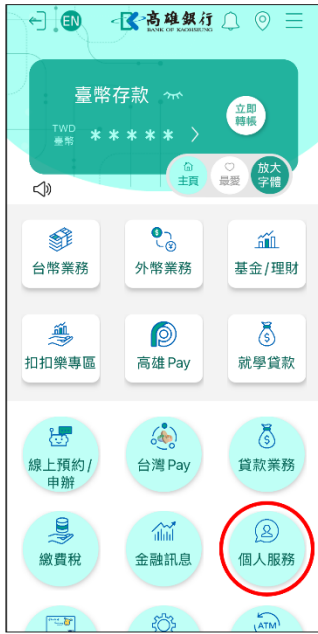 EN
高雄銀行
BANK OF KAOHSIUNG
臺幣存款
立即
轉帳
TWD
臺幣
* * * * *
主頁
最愛
放大
字體
台幣業務
外幣業務
基金/理財
扣扣樂專區
高雄 Pay
就學貸款
線上預約/
申辦
台灣 Pay
貸款業務
繳費稅
金融訊息
個人服務
ATM